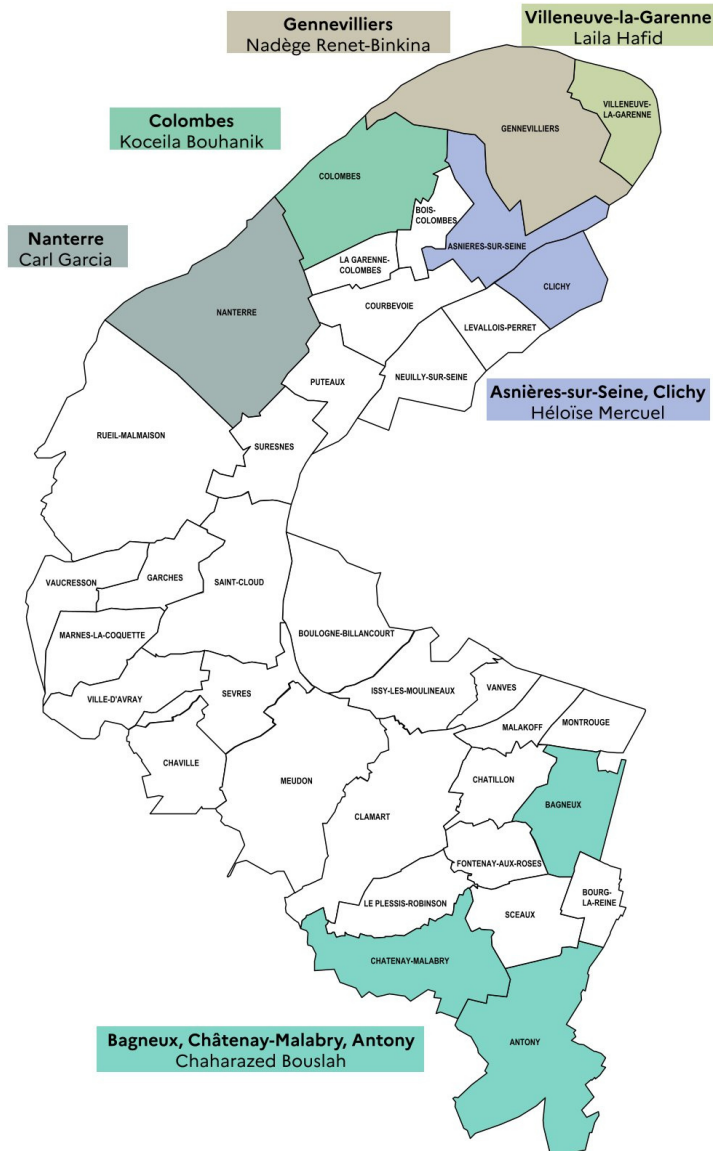 Gennevilliers
Nadège Renet-Binkina
Villeneuve-la-Garenne
Laila Hafid
VILLENEUVE-
LA-GARENNE
Colombes
Koceila Bouhanik
GENNEVILLIERS
COLOMBES
BOIS-
COLOMBES
ASNIERES-SUR-SEINE
Nanterre
Carl Garcia
LA GARENNE-
COLOMBES
CLICHY
COURBEVOIE
NANTERRE
LEVALLOIS-PERRET
PUTEAUX
NEUILLY-SUR-SEINE
Asnières-sur-Seine, Clichy
Héloïse Mercuel
RUEIL-MALMAISON
SURESNES
VAUCRESSON
GARCHES
SAINT-CLOUD
MARNES-LA-COQUETTE
BOULOGNE-BILLANCOURT
VILLE-D'AVRAY
SEVRES
ISSY-LES-MOULINEAUX
VANVES
MALAKOFF
MONTROUGE
CHAVILLE
MEUDON
CHATILLON
BAGNEUX
CLAMART
FONTENAY-AUX-ROSES
LE PLESSIS-ROBINSON
BOURG-
LA-REINE
SCEAUX
CHATENAY-MALABRY
Bagneux, Châtenay-Malabry, Antony
Chaharazed Bouslah
ANTONY